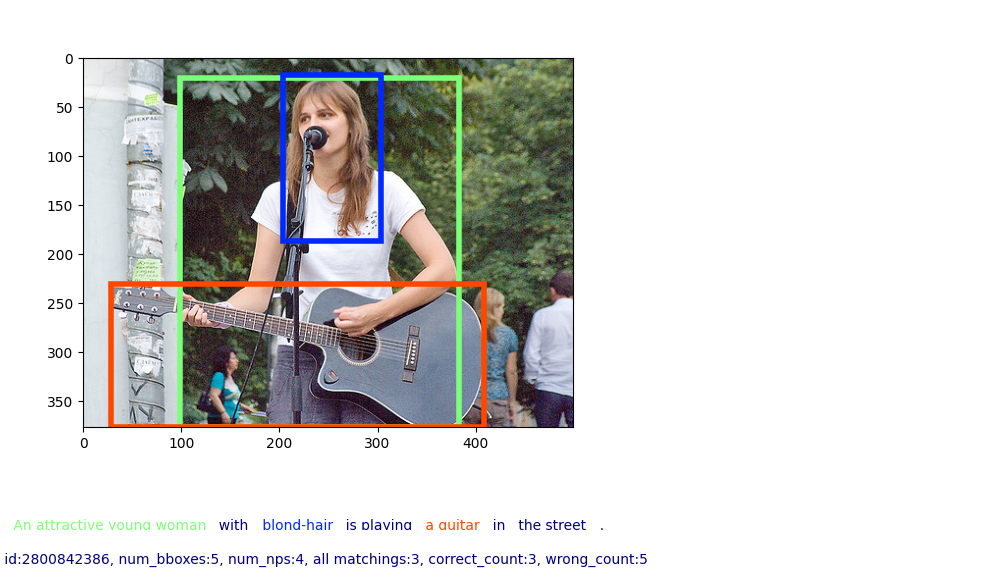 0
50
100
150
200
250
300
350
0 100 200 300 400
An attractive young woman with blond-hair is playing a guitar in the street .
id:2800842386, num_bboxes:5, num_nps:4, all matchings:3, correct_count:3, wrong_count:5